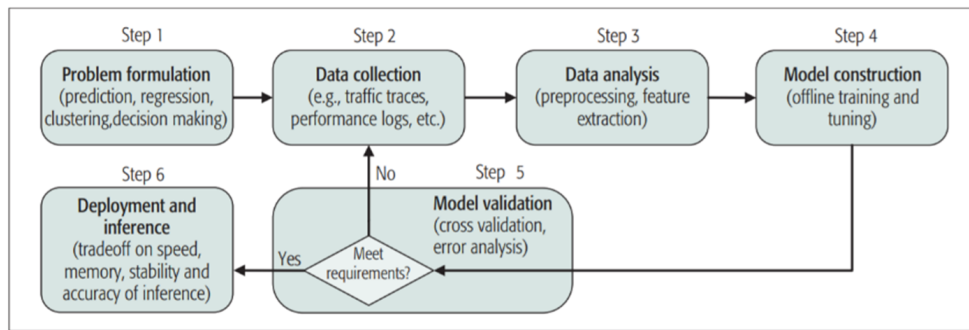 Step 1
Problem formulation
(prediction, regression,
clustering,decision making)
Step 2
Data collection
(e.g., traffic traces,
performance logs, etc.)
Step 3
Data analysis
(preprocessing, feature
extraction)
Step 4
Model construction
(offline training and
tuning)
Step 5
Model validation
(cross validation,
error analysis)
Meet
requirements?
No
Yes
Step 6
Deployment and
inference
(tradeoff on speed,
memory, stability and
accuracy of inference)